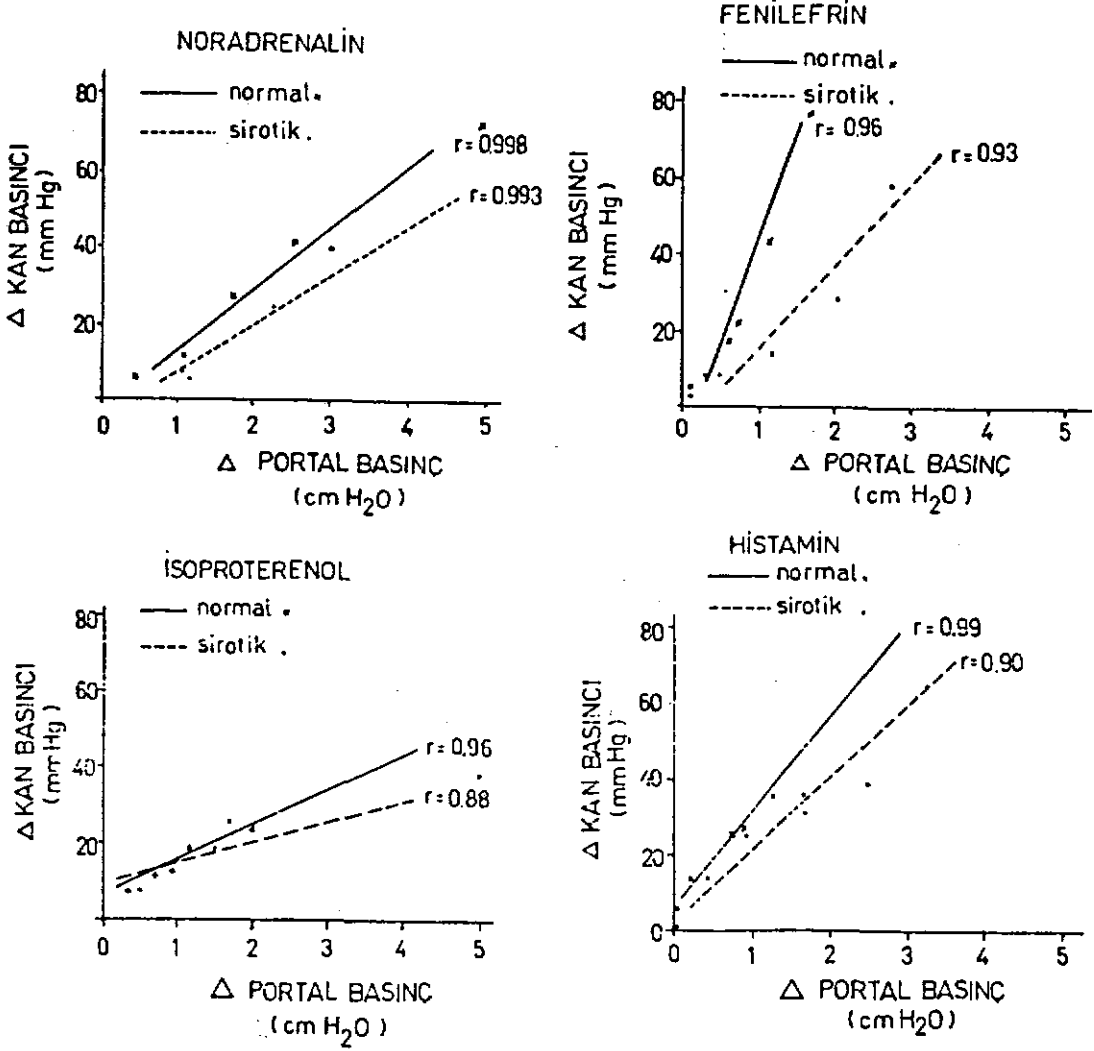 NORADRENALİN
normal.
sirotik .
80
60
40
20
0 1 2 3 4 5
Δ KAN BASINCI
(mm Hg)
r=0.998
r=0.993
Δ PORTAL BASINÇ
(cm H₂O)
FENİLEFRİN
normal.
sirotik .
80
60
40
20
0 1 2 3 4 5
Δ KAN BASINCI
(mm Hg)
r=0.96
r=0.93
Δ PORTAL BASINÇ
(cm H₂O)
İSOPROTERENOL
normal .
sirotik .
80
60
40
20
0 1 2 3 4 5
Δ KAN BASINCI
(mm Hg)
r=0.96
r=0.88
Δ PORTAL BASINÇ
(cm H₂O)
HİSTAMİN
normal .
sirotik .
80
60
40
20
0
0 1 2 3 4 5
Δ KAN BASINCI
(mm Hg)
r=0.99
r=0.90
Δ PORTAL BASINÇ
(cm H₂O)